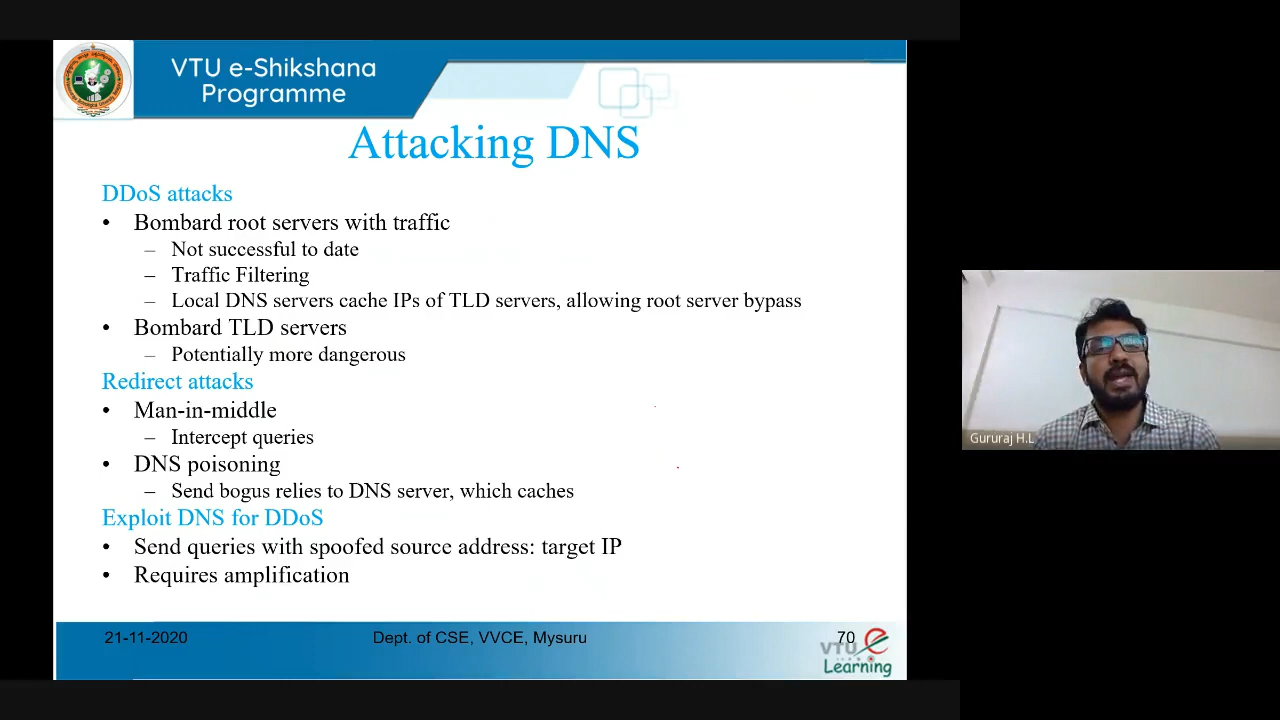 VTU e-Shikshana
Programme
Attacking DNS
DDoS attacks
• Bombard root servers with traffic
– Not successful to date
– Traffic Filtering
– Local DNS servers cache IPs of TLD servers, allowing root server bypass
• Bombard TLD servers
– Potentially more dangerous
Redirect attacks
• Man-in-middle
– Intercept queries
• DNS poisoning
– Send bogus relies to DNS server, which caches
Exploit DNS for DDoS
• Send queries with spoofed source address: target IP
• Requires amplification
21-11-2020
Dept. of CSE, VVCE, Mysuru
70
VTU e
Learning
Gururaj H.L